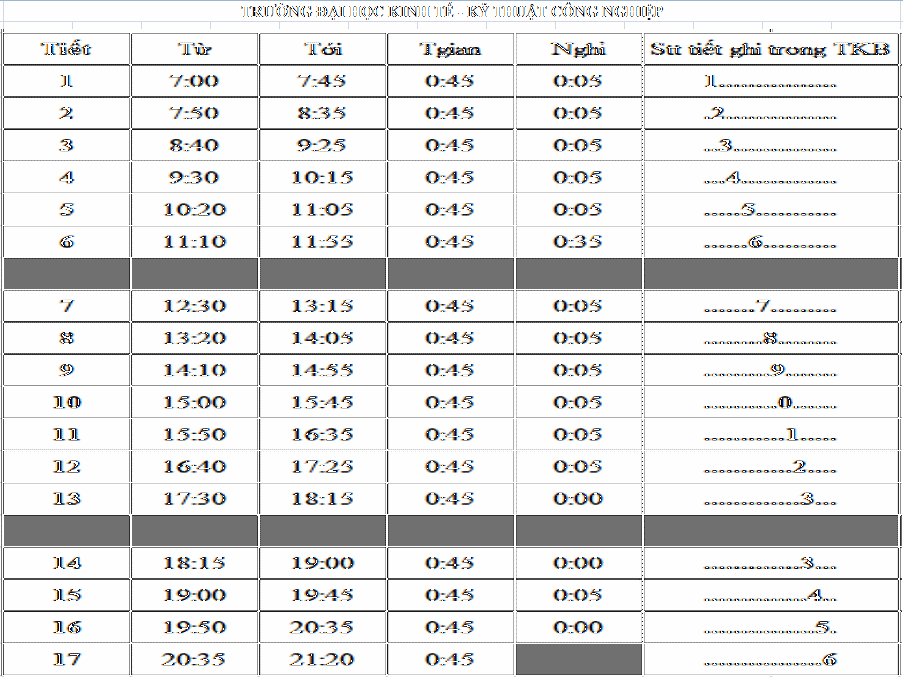 TRƯỜNG ĐẠI HỌC KINH TẾ - KỸ THUẬT CÔNG NGHIỆP
Tiết Từ Tới Tgian Nghỉ Stt tiết ghi trong TKB
1 7:00 7:45 0:45 0:05 1................
2 7:50 8:35 0:45 0:05 .2...............
3 8:40 9:25 0:45 0:05 ..3..............
4 9:30 10:15 0:45 0:05 ...4.............
5 10:20 11:05 0:45 0:05 .....5...........
6 11:10 11:55 0:45 0:35 ......6..........
7 12:30 13:15 0:45 0:05 .......7.........
8 13:20 14:05 0:45 0:05 ........8........
9 14:10 14:55 0:45 0:05 .........9.......
10 15:00 15:45 0:45 0:05 ..........0......
11 15:50 16:35 0:45 0:05 ...........1.....
12 16:40 17:25 0:45 0:05 ............2....
13 17:30 18:15 0:45 0:00 .............3...
14 18:15 19:00 0:45 0:00 .............3...
15 19:00 19:45 0:45 0:05 ..............4..
16 19:50 20:35 0:45 0:00 ...............5.
17 20:35 21:20 0:45 ................6